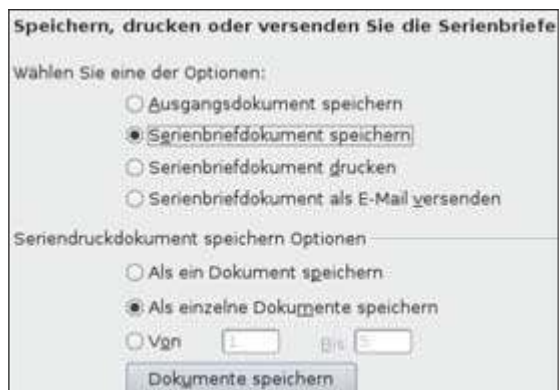 Speichern, drucken oder versenden Sie die Serienbriefe
Wählen Sie eine der Optionen:
Ausgangsdokument speichern
Serienbriefdokument speichern
Serienbriefdokument drucken
Serienbriefdokument als E-Mail versenden
Seriendruckdokument speichern Optionen
Als ein Dokument speichern
Als einzelne Dokumente speichern
Von 1 Bis 5
Dokumente speichern